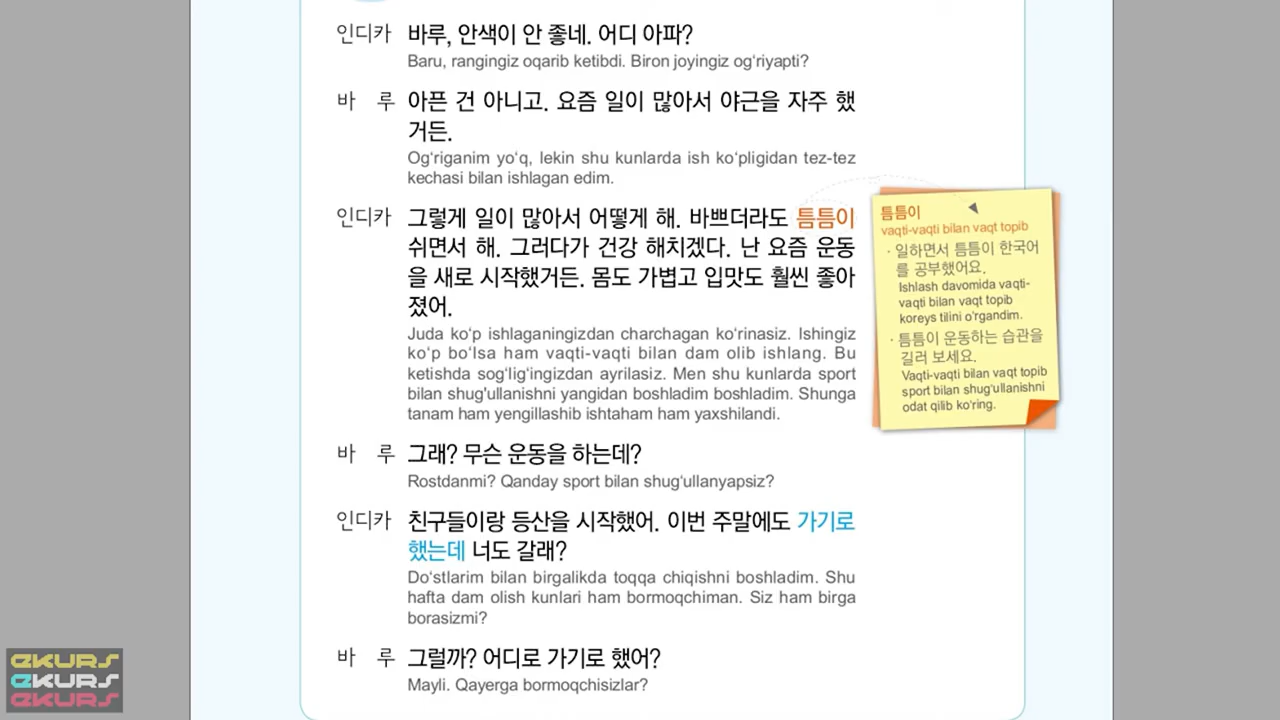 인디카 바루, 안색이 안 좋네. 어디 아파?
Baru, rangingiz oqarib ketibdi. Biron joyingiz og‘riyapti?
바 루 아픈 건 아니고. 요즘 일이 많아서 야근을 자주 했
거든.
Og‘riganim yo‘q, lekin shu kunlarda ish ko‘pligidan tez-tez
kechasi bilan ishlagan edim.
인디카 그렇게 일이 많아서 어떻게 해. 바쁘더라도 틈틈이
쉬면서 해. 그러다가 건강 해치겠다. 난 요즘 운동
을 새로 시작했거든. 몸도 가볍고 입맛도 훨씬 좋아
졌어.
Juda ko‘p ishlaganingizdan charchagan ko‘rinasiz. Ishingiz
ko‘p bo‘lsa ham vaqti-vaqti bilan dam olib ishlang. Bu
ketishda sog‘lig‘ingizdan ayrilasiz. Men shu kunlarda sport
bilan shug'ullanishni yangidan boshladim boshladim. Shunga
tanam ham yengillashib ishtaham ham yaxshilandi.
바 루 그래? 무슨 운동을 하는데?
Rostdanmi? Qanday sport bilan shug‘ullanyapsiz?
인디카 친구들이랑 등산을 시작했어. 이번 주말에도 가기로
했는데 너도 갈래?
Do‘stlarim bilan birgalikda toqqa chiqishni boshladim. Shu
hafta dam olish kunlari ham bormoqchiman. Siz ham birga
borasizmi?
바 루 그럴까? 어디로 가기로 했어?
Mayli. Qayerga bormoqchisizlar?
틈틈이
vaqti-vaqti bilan vaqt topib
· 일하면서 틈틈이 한국어
를 공부했어요.
Ishlash davomida vaqti-
vaqti bilan vaqt topib
koreys tilini o‘rgandim.
· 틈틈이 운동하는 습관을
길러 보세요.
Vaqti-vaqti bilan vaqt topib
sport bilan shug‘ullanishni
odat qilib ko‘ring.
eKURS
eKURS
eKURS